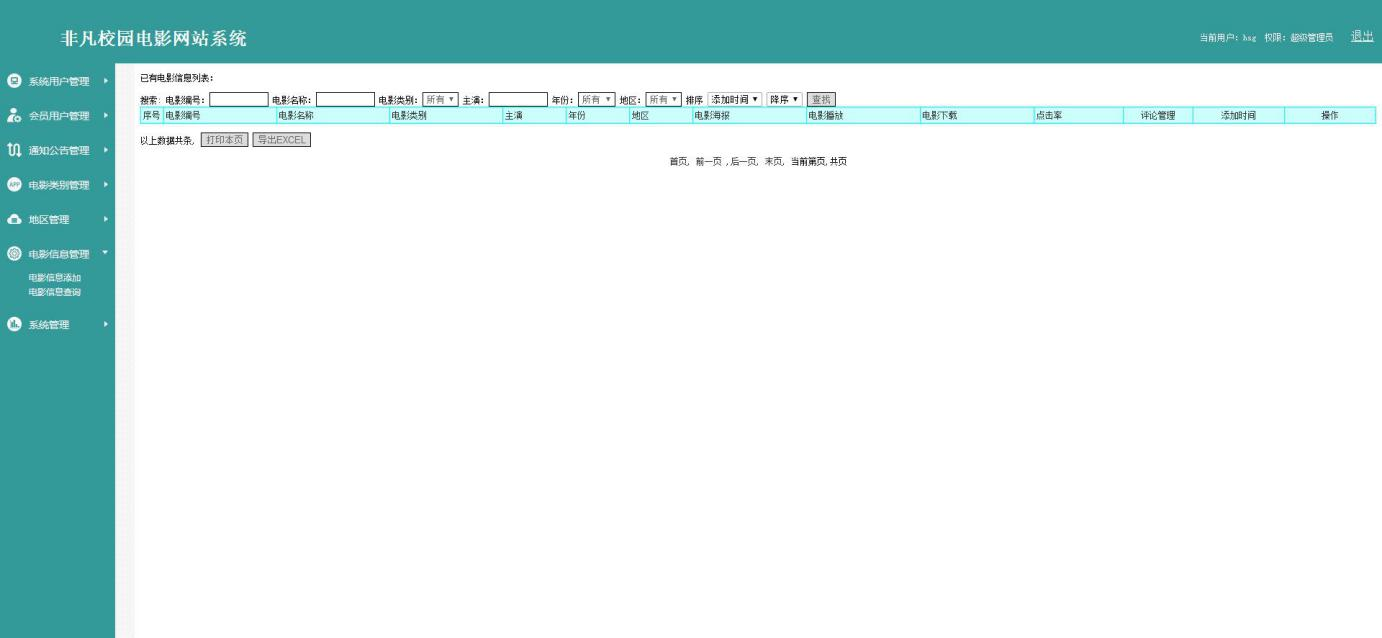 非凡校园电影网站系统
当前用户: hsg 权限: 超级管理员 退出
系统用户管理
会员用户管理
通知公告管理
APP 电影类别管理
地区管理
电影信息管理
电影信息添加
电影信息查询
系统管理
已有电影信息列表:
搜索: 电影编号: 电影名称: 电影类别: 所有 主演: 年份: 所有 地区: 所有 排序 添加时间 降序 查找
序号 电影编号 电影名称 电影类别 主演 年份 地区 电影海报 电影播放 电影下载 点击率 评论管理 添加时间 操作
以上数据共条, 打印本页 导出EXCEL
首页, 前一页 ,后一页, 末页, 当前第页,共页